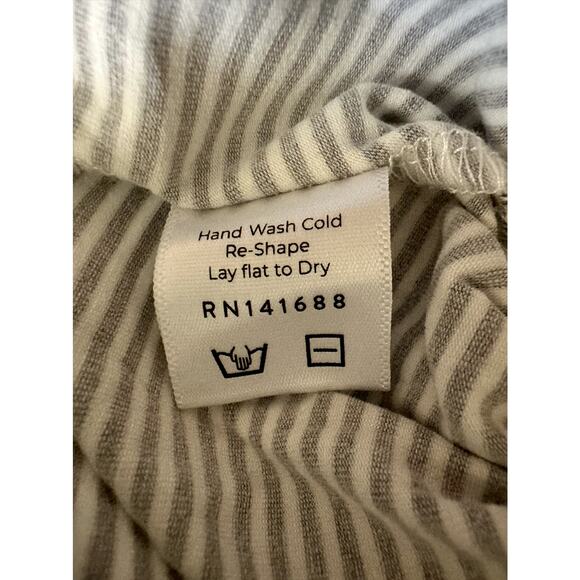 Hand Wash Cold
Re-Shape
Lay flat to Dry
RN141688